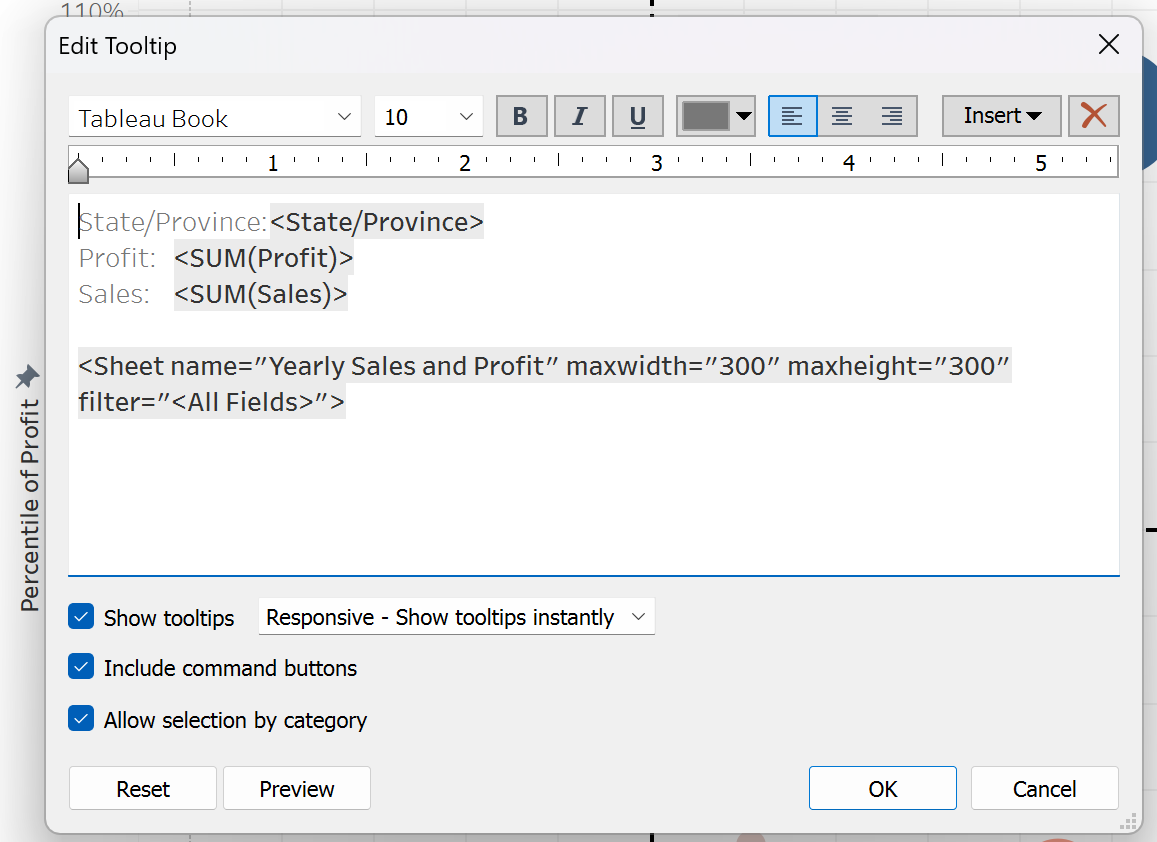 110%
Edit Tooltip
Tableau Book 10 B I U Insert
1 2 3 4 5
State/Province:<State/Province>
Profit: <SUM(Profit)>
Sales: <SUM(Sales)>
<Sheet name="Yearly Sales and Profit" maxwidth="300" maxheight="300"
filter="<All Fields>">
Percentile of Profit
Show tooltips Responsive - Show tooltips instantly
Include command buttons
Allow selection by category
Reset Preview OK Cancel